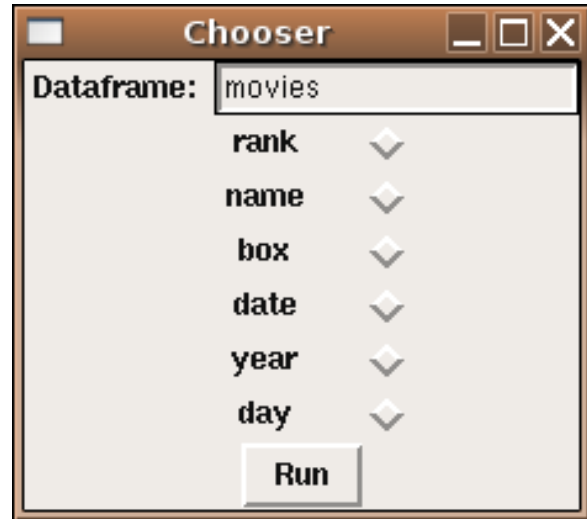 Chooser
Dataframe: movies
rank
name
box
date
year
day
Run